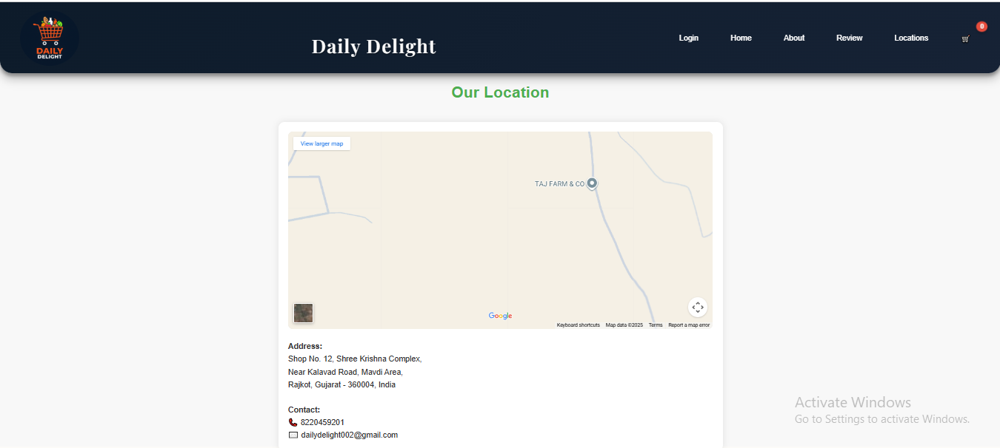 DAILY
DELIGHT
Daily Delight
Login Home About Review Locations 0
Our Location
View larger map
TAJ FARM & CO
Google
Keyboard shortcuts Map data ©2025 Terms Report a map error
Address:
Shop No. 12, Shree Krishna Complex,
Near Kalavad Road, Mavdi Area,
Rajkot, Gujarat - 360004, India
Contact:
8220459201
dailydelight002@gmail.com
Activate Windows
Go to Settings to activate Windows.